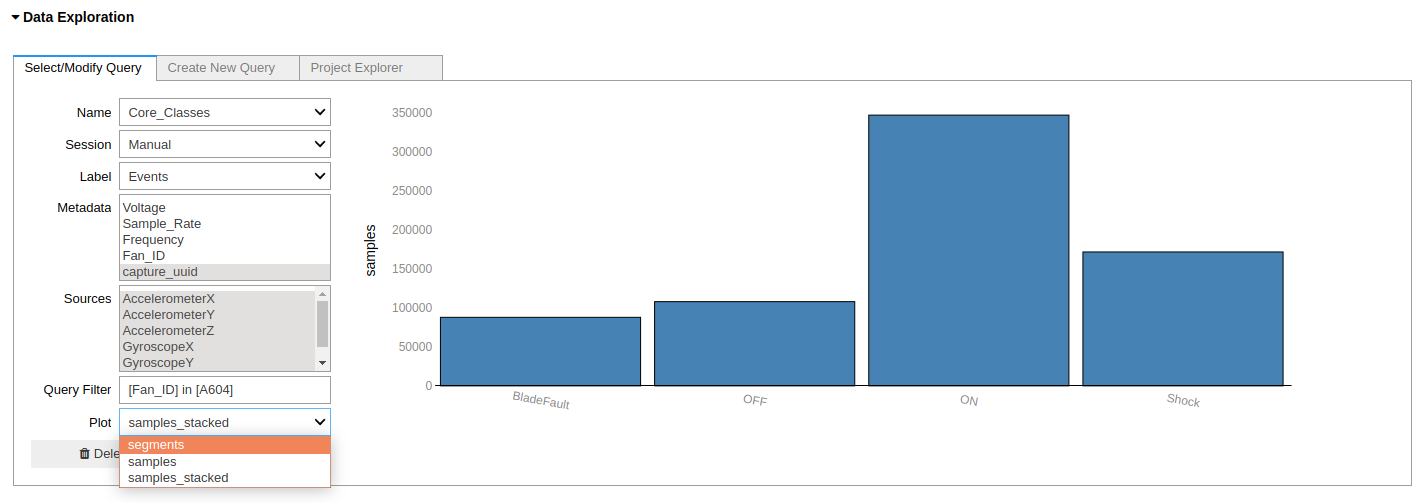 Data Exploration
Select/Modify Query
Create New Query
Project Explorer
Name
Core_Classes
Session
Manual
Label
Events
Metadata
Voltage
Sample_Rate
Frequency
Fan_ID
capture_uuid
Sources
AccelerometerX
AccelerometerY
AccelerometerZ
GyroscopeX
GyroscopeY
Query Filter
[Fan_ID] in [A604]
Plot
samples_stacked
segments
samples
samples_stacked
Dele
samples
350000
300000
250000
200000
150000
100000
50000
0
BladeFault
OFF
ON
Shock